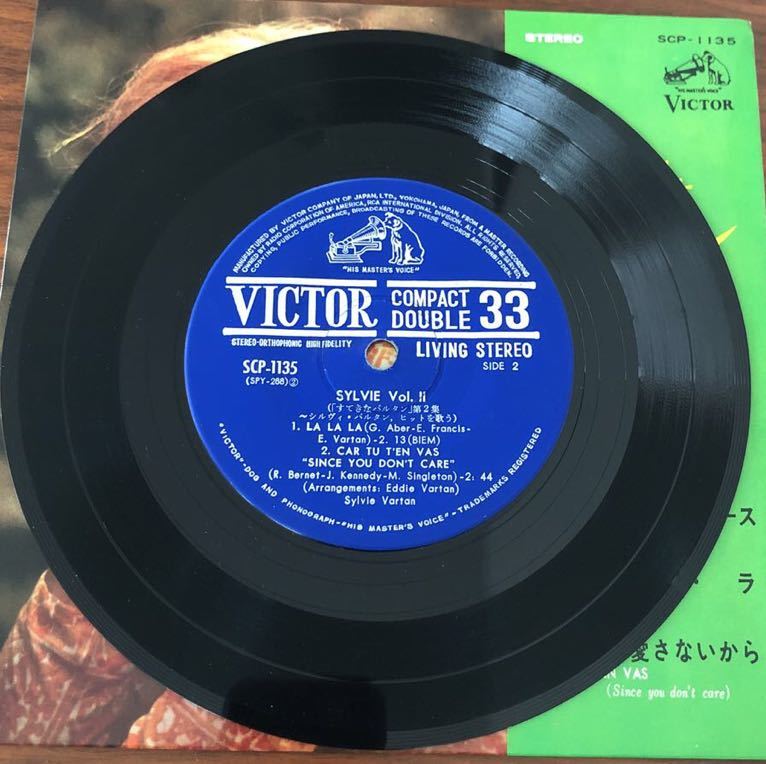 STEREO
SCP-1135
"HIS MASTER'S VOICE"
VICTOR
MANUFACTURED BY VICTOR COMPANY OF JAPAN, LTD., YOKOHAMA, JAPAN, FROM A MASTER RECORDING
OWNED BY RADIO CORPORATION OF AMERICA, RCA INTERNATIONAL DIVISION. ALL RIGHTS RESERVED
COPYING, PUBLIC PERFORMANCE, BROADCASTING OF THESE RECORDS ARE FORBIDDEN.
"HIS MASTER'S VOICE"
VICTOR
COMPACT
DOUBLE 33
STEREO-ORTHOPHONIC HIGH FIDELITY
LIVING STEREO
SCP-1135
SIDE 2
(SPY-268)②
SYLVIE Vol. Ii
(「すてきなバルタン」第2集
〜シルヴィ・バルタン、ヒットを歌う)
1. LA LA LA (G. Aber-E. Francis-
E. Vartan)-2. 13 (BIEM)
2. CAR TU T'EN VAS
"SINCE YOU DON'T CARE"
(R. Bernet-J. Kennedy-M. Singleton)-2: 44
(Arrangements: Eddie Vartan)
Sylvie Vartan
"VICTOR"-DOG AND PHONOGRAPH-"HIS MASTER'S VOICE"-TRADEMARKS REGISTERED
ース
・ラ
愛さないから
VAS
(Since you don't care)